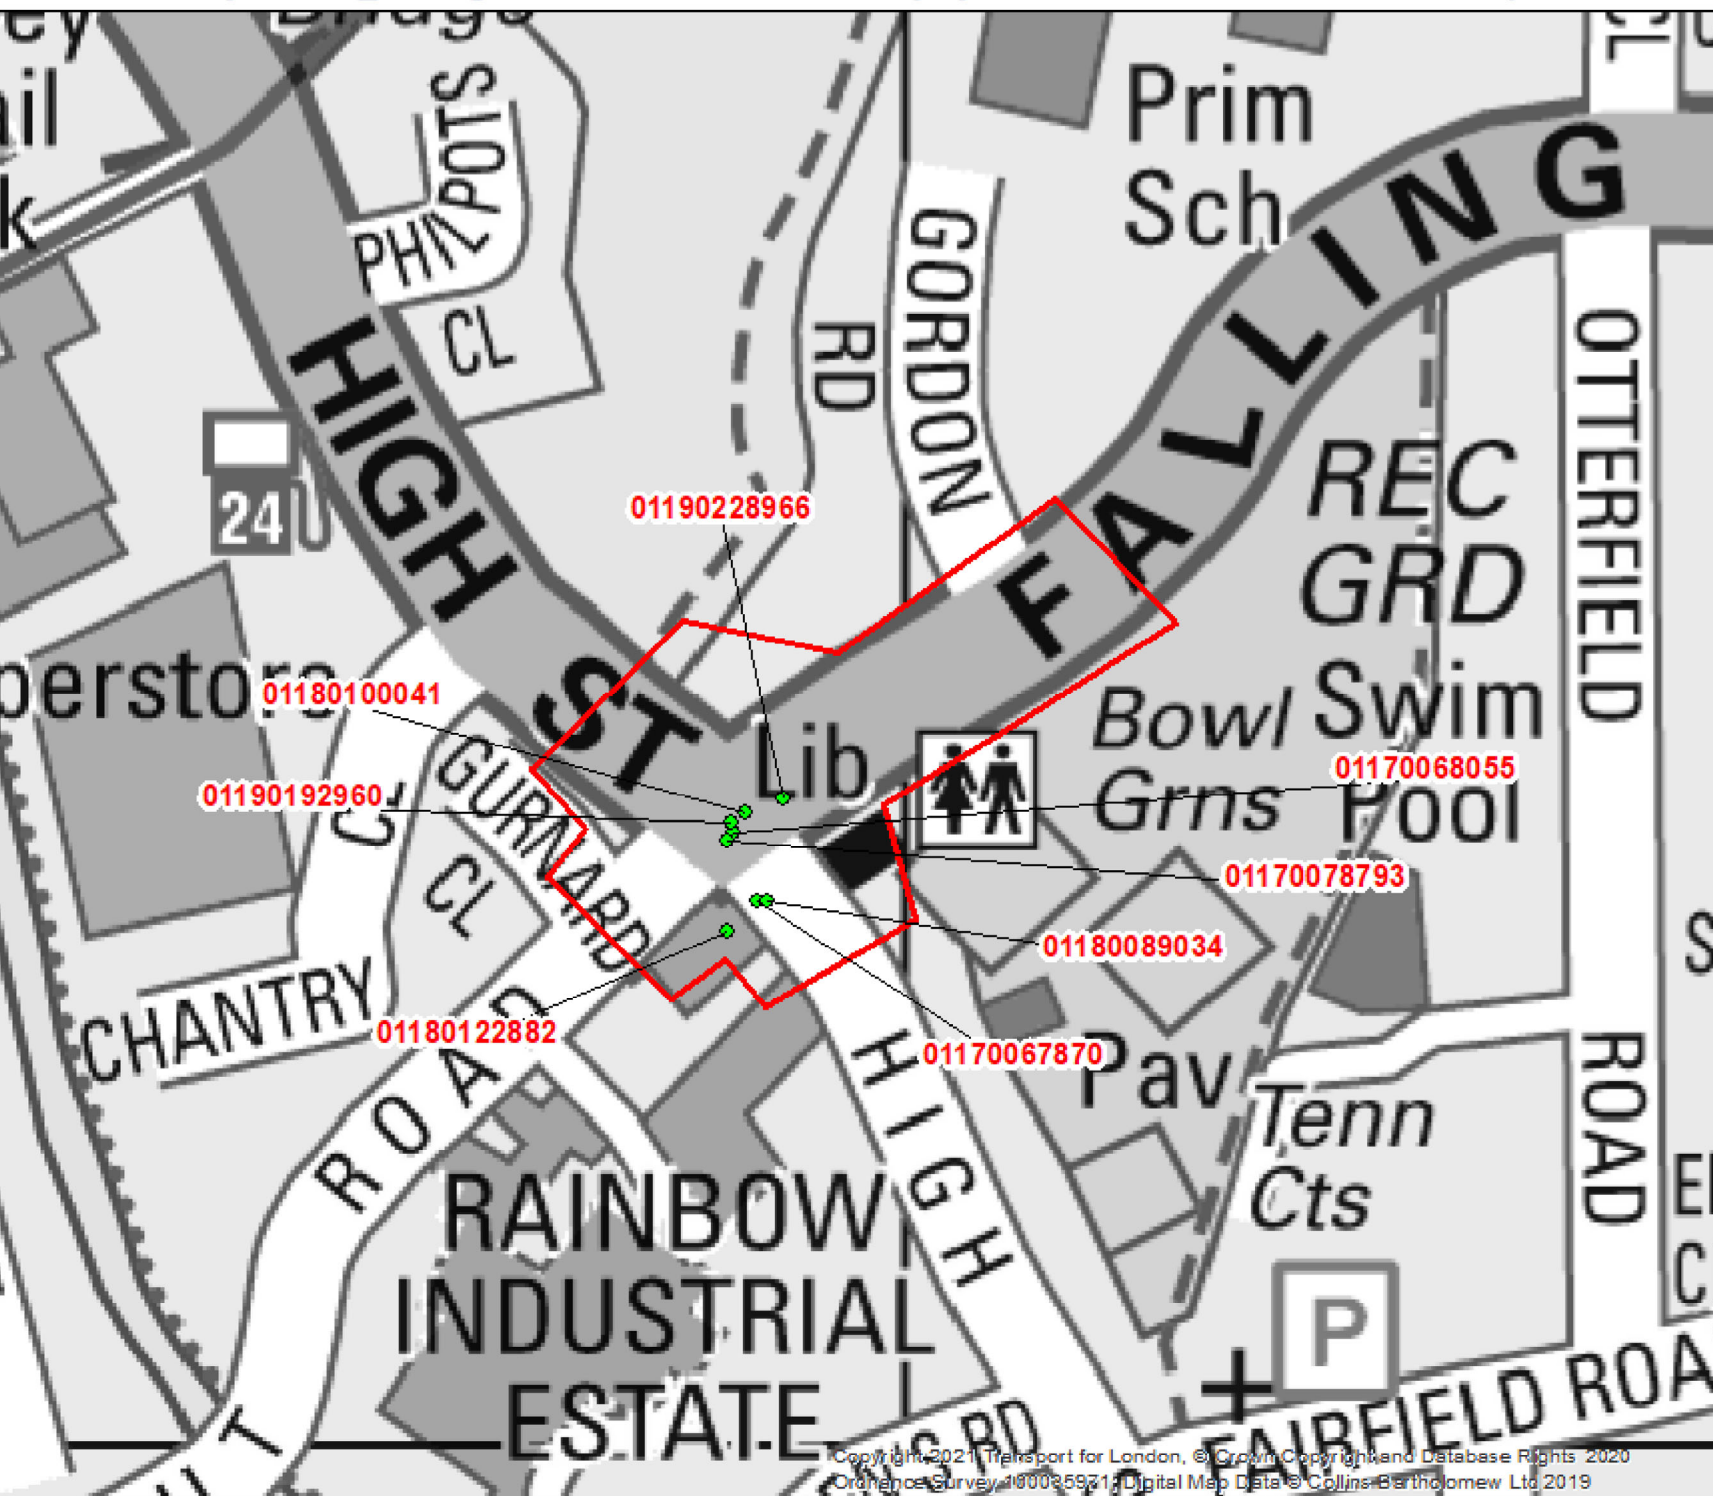 Prim
Sch
PHILPOTS
CL
HIGH
ST
24
GORDON
RD
FALLING
OTTERFIELD
ROAD
REC
GRD
Swim
Pool
Bowl
Grns
Lib
01190228966
01180100041
01190192960
01170068055
01170078793
01180089034
01170067870
01180122882
GURNARD
CL
CHANTRY
CL
ROAD
HIGH
Pav
Tenn
Cts
RAINBOW
INDUSTRIAL
ESTATE
P
FAIRFIELD ROA
RD
Copyright 2021 Transport for London, © Crown Copyright and Database Rights 2020
Ordnance Survey 100035971, Digital Map Data © Collins Bartholomew Ltd 2019